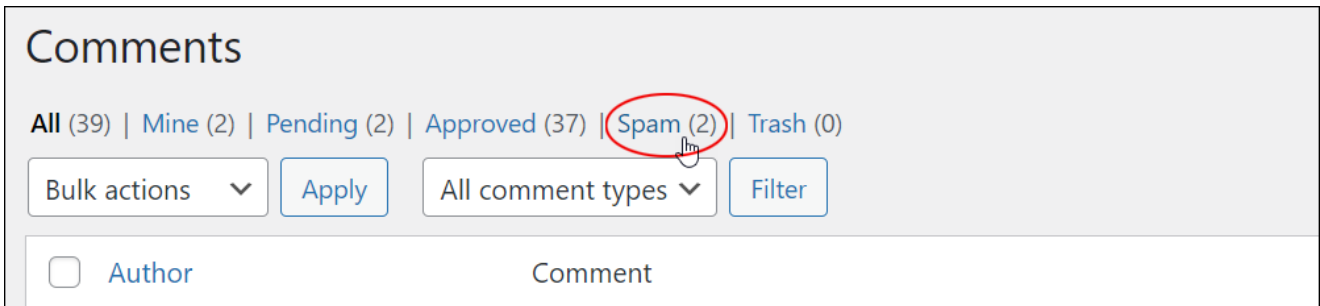 Comments
All (39) | Mine (2) | Pending (2) | Approved (37) | Spam (2) | Trash (0)
Bulk actions Apply All comment types Filter
Author Comment